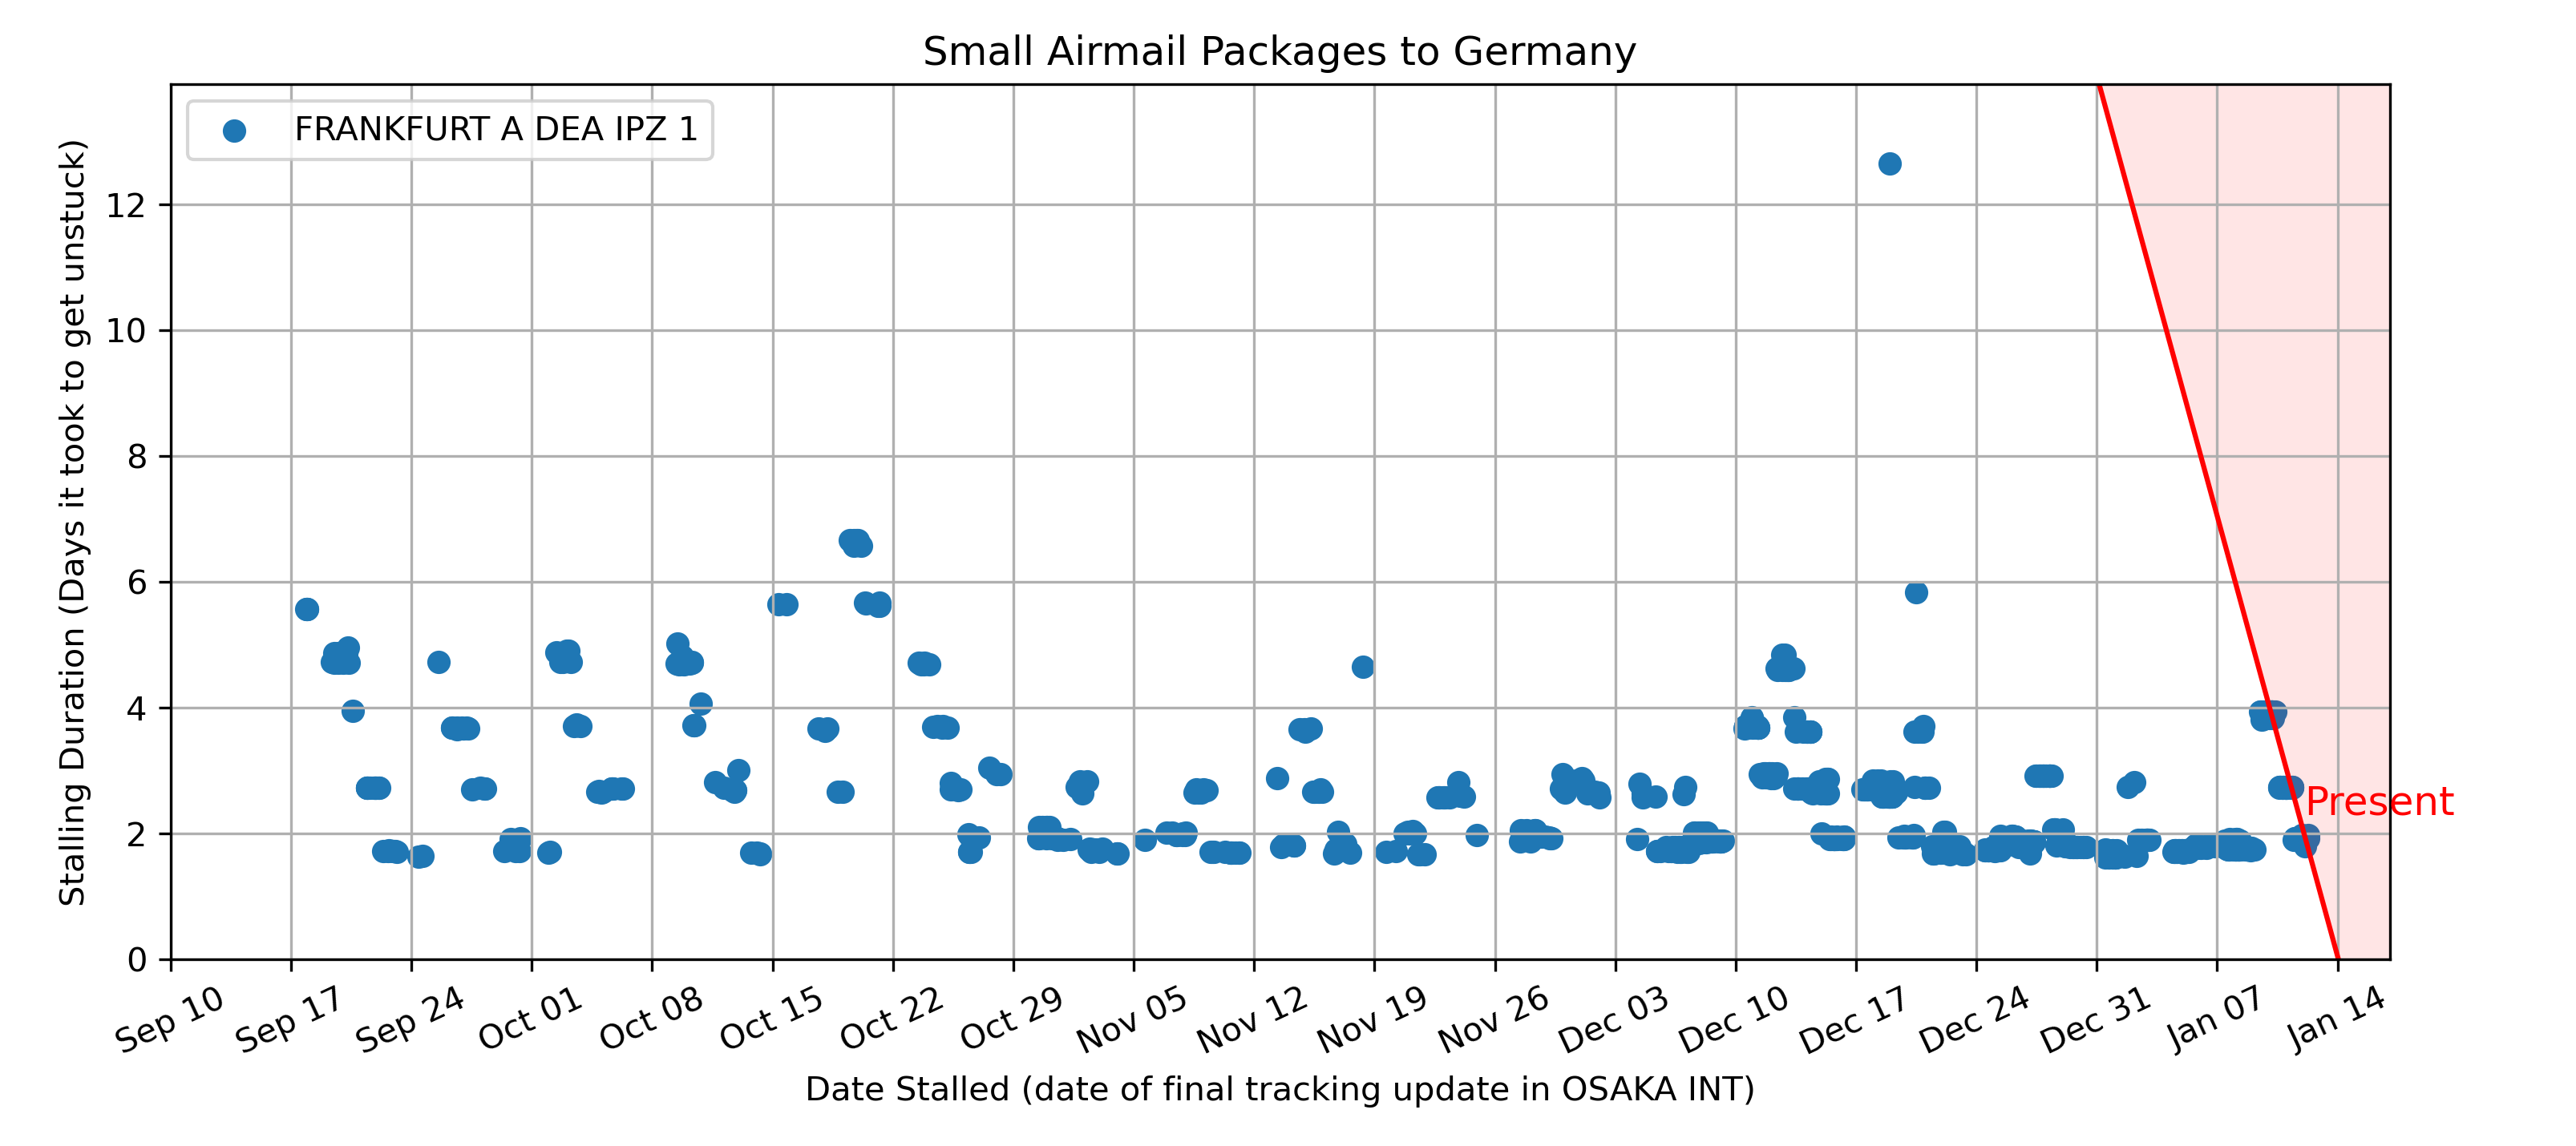 Small Airmail Packages to Germany
FRANKFURT A DEA IPZ 1
Stalling Duration (Days it took to get unstuck)
12
10
8
6
4
2
0
Present
Sep 10
Sep 17
Sep 24
Oct 01
Oct 08
Oct 15
Oct 22
Oct 29
Nov 05
Nov 12
Nov 19
Nov 26
Dec 03
Dec 10
Dec 17
Dec 24
Dec 31
Jan 07
Jan 14
Date Stalled (date of final tracking update in OSAKA INT)